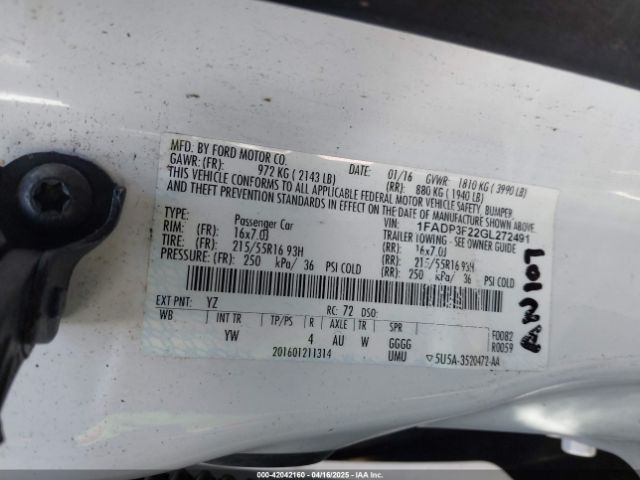 MFD. BY FORD MOTOR CO.
DATE: 01/16 GVWR: 1810 KG ( 3990 LB)
GAWR: (FR): 972 KG ( 2143 LB) (RR): 880 KG ( 1940 LB)
THIS VEHICLE CONFORMS TO ALL APPLICABLE FEDERAL MOTOR VEHICLE SAFETY, BUMPER,
AND THEFT PREVENTION STANDARDS IN EFFECT ON THE DATE OF MANUFACTURE SHOWN ABOVE.
VIN: 1FADP3F22GL272491
TYPE: Passenger Car TRAILER TOWING - SEE OWNER GUIDE
RIM: (FR): 16x7.0J (RR): 16x7.0J
TIRE: (FR): 215/55R16 93H (RR): 215/55R16 93H
PRESSURE: (FR): 250 kPa/ 36 PSI COLD (RR): 250 kPa/ 36 PSI COLD
EXT PNT: YZ RC: 72 DSO:
WB INT TR TP/PS R AXLE TR SPR F0082
YW 4 AU W GGGG R0059
201601211314 UMU 5U5A-3520472-AA
000-42042160 - 04/16/2025 - IAAI.COM